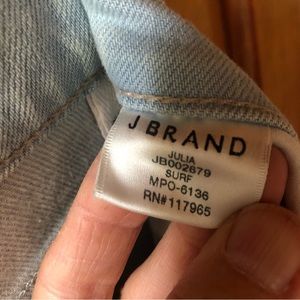 J BRAND
JULIA
JB002679
SURF
MPO-6136
RN#117965